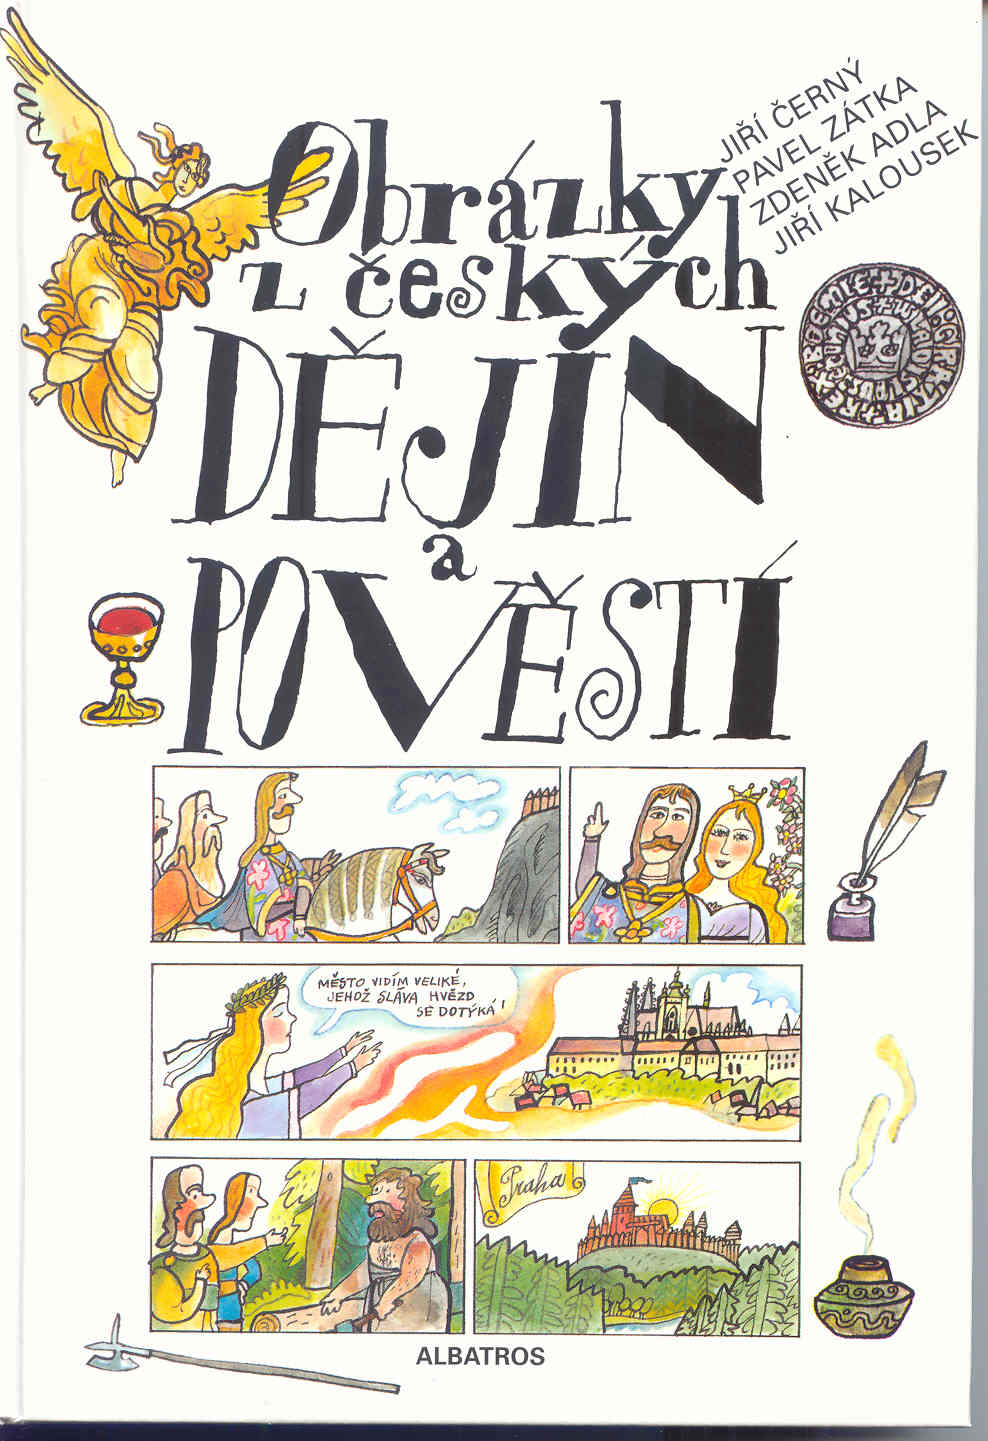 JIŘÍ ČERNÝ
PAVEL ZÁTKA
ZDENĚK ADLA
JIŘÍ KALOUSEK
Obrázky
z českých
DĚJIN
a
POVĚSTÍ
MĚSTO VIDÍM VELIKÉ,
JEHOŽ SLÁVA HVĚZD
SE DOTÝKÁ!
Praha
ALBATROS